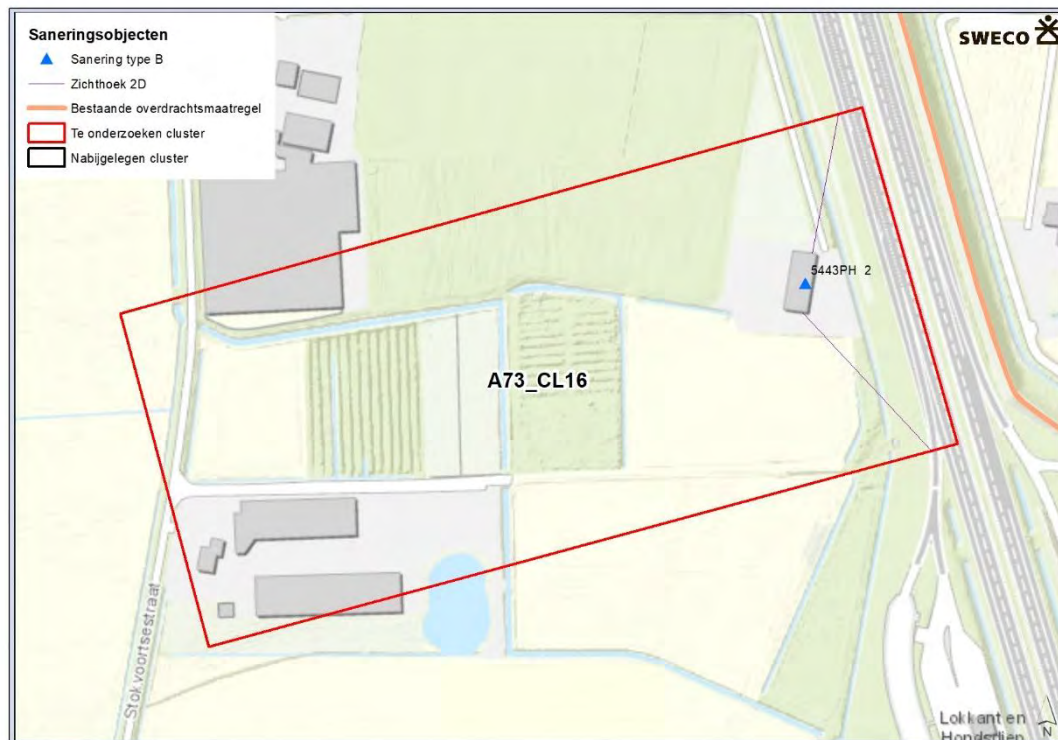 Saneringsobjecten
Sanering type B
Zichthoek 2D
Bestaande overdrachtsmaatregel
Te onderzoeken cluster
Nabijgelegen cluster
SWECO
5443PH 2
A73_CL16
Stokvoortsestraat
Lokkant en
Hondsiep
N